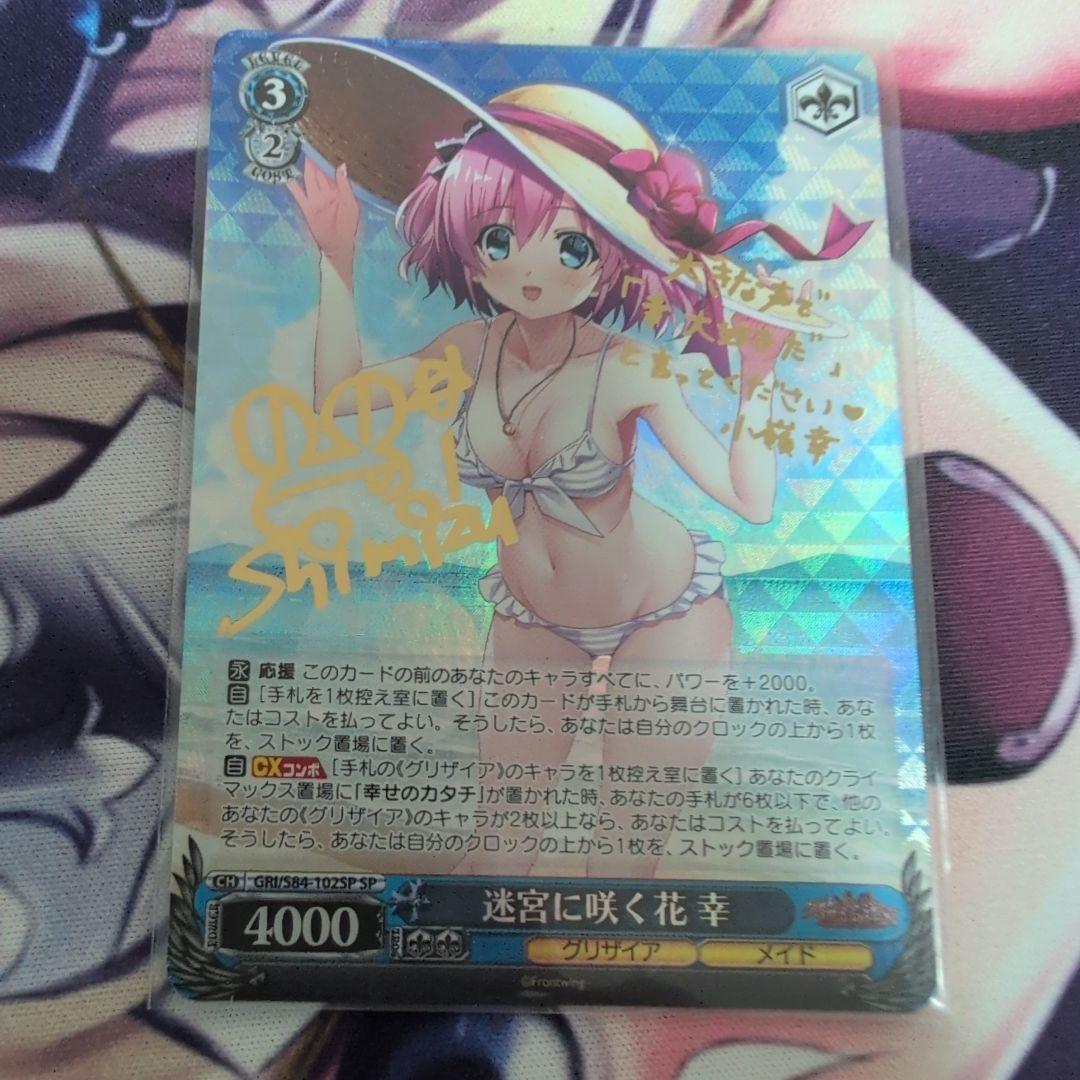 LEVEL
3
2
COST
大きな声で
「幸 大好きだ」
と言ってください♥
小嶺幸
Shimizu
永 応援 このカードの前のあなたのキャラすべてに、パワーを+2000。
自 [手札を1枚控え室に置く] このカードが手札から舞台に置かれた時、あな
たはコストを払ってよい。そうしたら、あなたは自分のクロックの上から1枚
を、ストック置場に置く。
自 CXコンボ [手札の《グリザイア》のキャラを1枚控え室に置く] あなたのクライ
マックス置場に「幸せのカタチ」が置かれた時、あなたの手札が6枚以下で、他の
あなたの《グリザイア》のキャラが2枚以上なら、あなたはコストを払ってよい。
そうしたら、あなたは自分のクロックの上から1枚を、ストック置場に置く。
CH GRI/S84-102SP SP
POWER 4000
迷宮に咲く花 幸
グリザイア メイド
©Frontwing